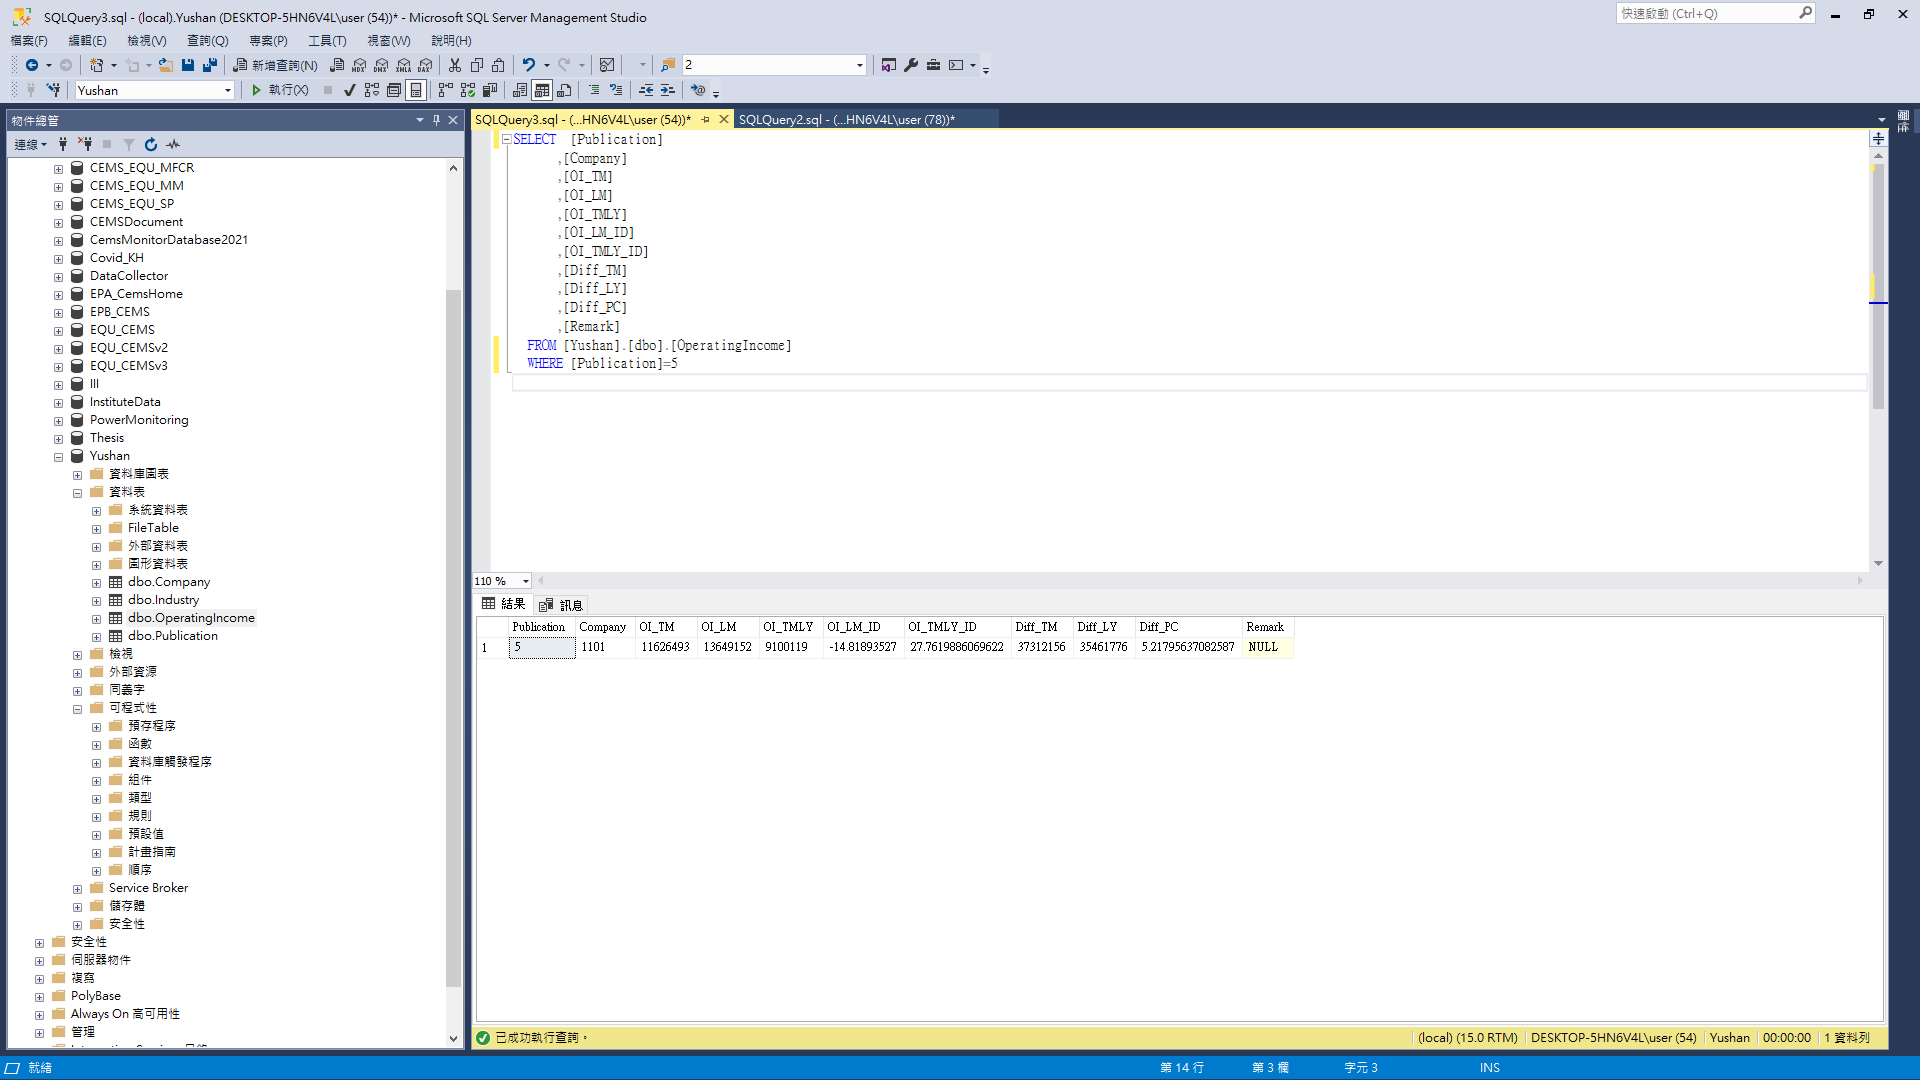 SQLQuery3.sql - (local).Yushan (DESKTOP-5HN6V4L\user (54))* - Microsoft SQL Server Management Studio
快速啟動 (Ctrl+Q)
檔案(F) 編輯(E) 檢視(V) 查詢(Q) 專案(P) 工具(T) 視窗(W) 說明(H)
新增查詢(N) MDX DMX XMLA DAX 2
Yushan 執行(X)
物件總管
連線
CEMS_EQU_MFCR
CEMS_EQU_MM
CEMS_EQU_SP
CEMSDocument
CemsMonitorDatabase2021
Covid_KH
DataCollector
EPA_CemsHome
EPB_CEMS
EQU_CEMS
EQU_CEMSv2
EQU_CEMSv3
III
InstituteData
PowerMonitoring
Thesis
Yushan
資料庫圖表
資料表
系統資料表
FileTable
外部資料表
圖形資料表
dbo.Company
dbo.Industry
dbo.OperatingIncome
dbo.Publication
檢視
外部資源
同義字
可程式性
預存程序
函數
資料庫觸發程序
組件
類型
規則
預設值
計畫指南
順序
Service Broker
儲存體
安全性
安全性
伺服器物件
複寫
PolyBase
Always On 高可用性
管理
SQLQuery3.sql - (...HN6V4L\user (54))* SQLQuery2.sql - (...HN6V4L\user (78))*
SELECT [Publication]
,[Company]
,[OI_TM]
,[OI_LM]
,[OI_TMLY]
,[OI_LM_ID]
,[OI_TMLY_ID]
,[Diff_TM]
,[Diff_LY]
,[Diff_PC]
,[Remark]
FROM [Yushan].[dbo].[OperatingIncome]
WHERE [Publication]=5
110 %
結果 訊息
Publication Company OI_TM OI_LM OI_TMLY OI_LM_ID OI_TMLY_ID Diff_TM Diff_LY Diff_PC Remark
1 5 1101 11626493 13649152 9100119 -14.81893527 27.7619886069622 37312156 35461776 5.21795637082587 NULL
已成功執行查詢。 (local) (15.0 RTM) DESKTOP-5HN6V4L\user (54) Yushan 00:00:00 1 資料列
就緒 第 14 行 第 3 欄 字元 3 INS